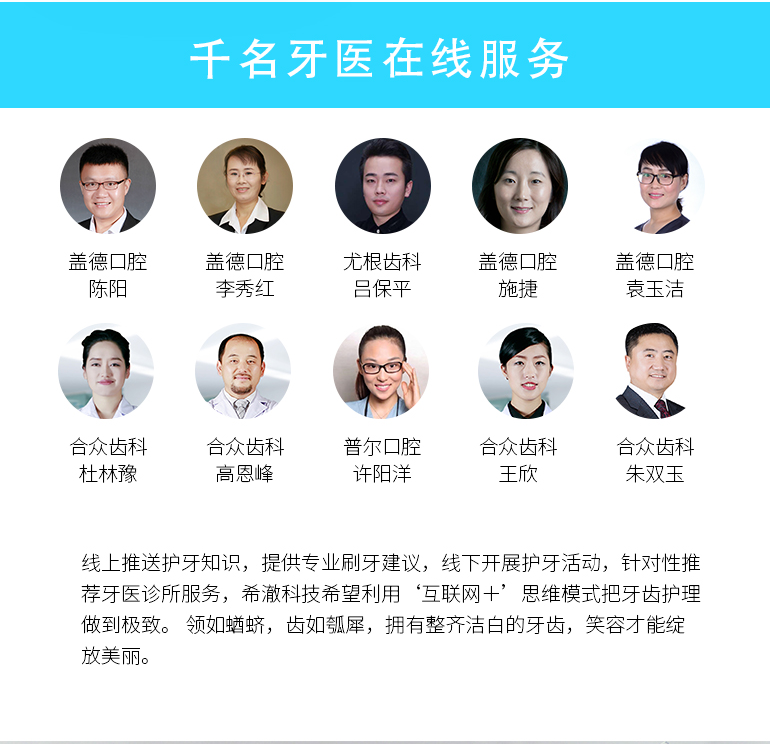 千名牙医在线服务
盖德口腔 盖德口腔 尤根齿科 盖德口腔 盖德口腔
陈阳 李秀红 吕保平 施捷 袁玉洁
合众齿科 合众齿科 普尔口腔 合众齿科 合众齿科
杜林豫 高恩峰 许阳洋 王欣 朱双玉
线上推送护牙知识，提供专业刷牙建议，线下开展护牙活动，针对性推
荐牙医诊所服务，希澈科技希望利用‘互联网＋’思维模式把牙齿护理
做到极致。 领如蝤蛴，齿如瓠犀，拥有整齐洁白的牙齿，笑容才能绽
放美丽。